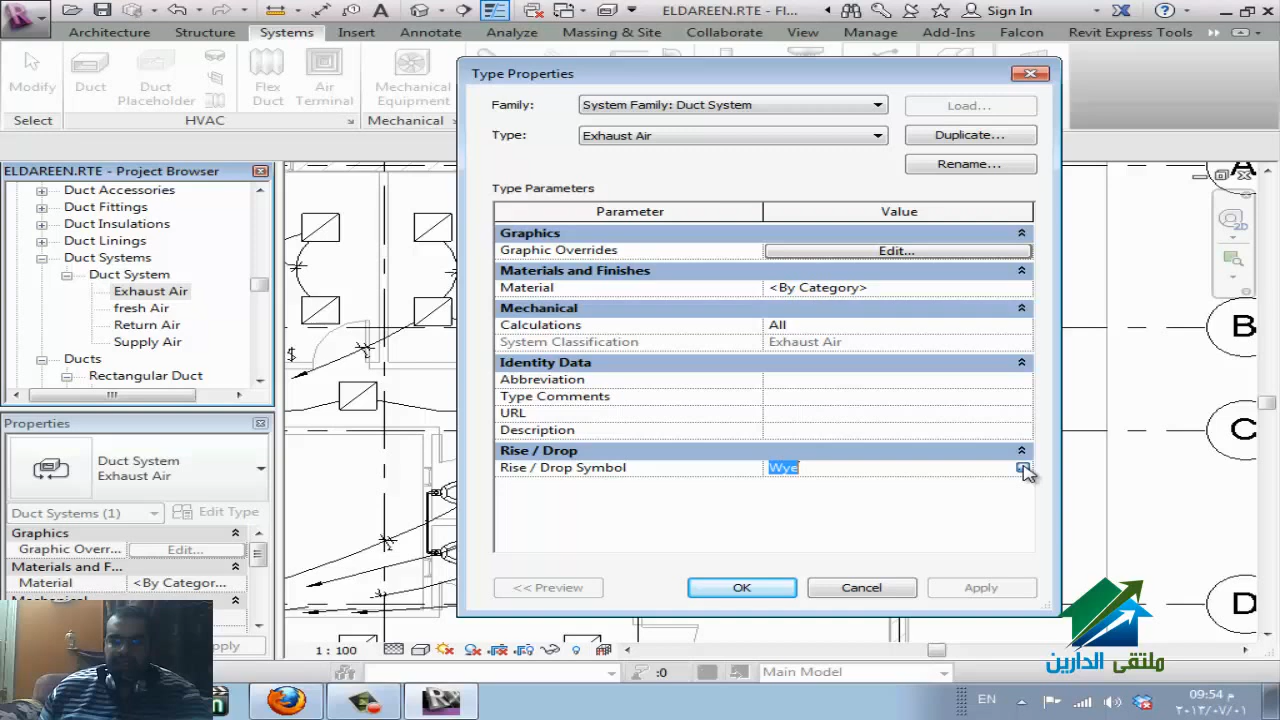 ELDAREEN.RTE - FI...
Sign In
Architecture Structure Systems Insert Annotate Analyze Massing & Site Collaborate View Manage Add-Ins Falcon Revit Express Tools
Modify
Duct
Duct
Placeholder
Flex
Duct
Air
Terminal
Mechanical
Equipment
Select
HVAC
Mechanical
ELDAREEN.RTE - Project Browser
Duct Accessories
Duct Fittings
Duct Insulations
Duct Linings
Duct Systems
Duct System
Exhaust Air
fresh Air
Return Air
Supply Air
Ducts
Rectangular Duct
Properties
Duct System
Exhaust Air
Duct Systems (1)
Edit Type
Graphics
Graphic Overr... Edit...
Materials and F...
Material <By Categor...
Type Properties
Family: System Family: Duct System Load...
Type: Exhaust Air Duplicate...
Rename...
Type Parameters
Parameter Value
Graphics
Graphic Overrides Edit...
Materials and Finishes
Material <By Category>
Mechanical
Calculations All
System Classification Exhaust Air
Identity Data
Abbreviation
Type Comments
URL
Description
Rise / Drop
Rise / Drop Symbol Wye
<< Preview OK Cancel Apply
B
C
D
1 : 100
:0
Main Model
ملتقى الدارين
EN
09:54 م
٢٠١٣/٠٧/٠١